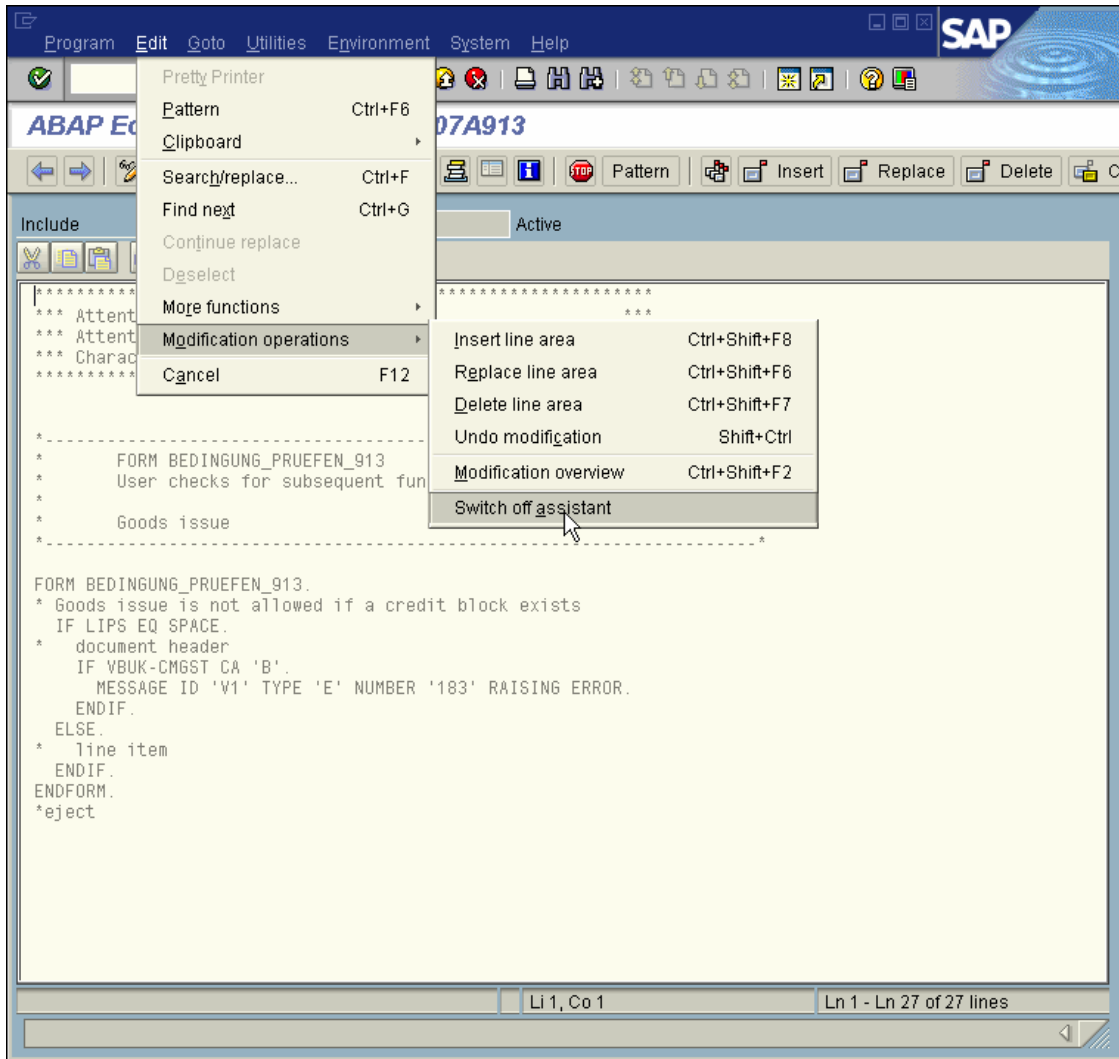 Program Edit Goto Utilities Environment System Help
SAP
Pretty Printer
Pattern Ctrl+F6
Clipboard
Search/replace... Ctrl+F
Find next Ctrl+G
Continue replace
Deselect
More functions
Modification operations
Cancel F12
ABAP Ed 07A913
STOP Pattern Insert Replace Delete C
Include Active
****************************
*** Attent ***
*** Attent
*** Charac
**********
Insert line area Ctrl+Shift+F8
Replace line area Ctrl+Shift+F6
Delete line area Ctrl+Shift+F7
Undo modification Shift+Ctrl
Modification overview Ctrl+Shift+F2
Switch off assistant
*---------------------------------------
* FORM BEDINGUNG_PRUEFEN_913
* User checks for subsequent fun
*
* Goods issue
*----------------------------------------------------------------------*
FORM BEDINGUNG_PRUEFEN_913.
* Goods issue is not allowed if a credit block exists
IF LIPS EQ SPACE.
* document header
IF VBUK-CMGST CA 'B'.
MESSAGE ID 'V1' TYPE 'E' NUMBER '183' RAISING ERROR.
ENDIF.
ELSE.
* line item
ENDIF.
ENDFORM.
*eject
Li 1, Co 1 Ln 1 - Ln 27 of 27 lines